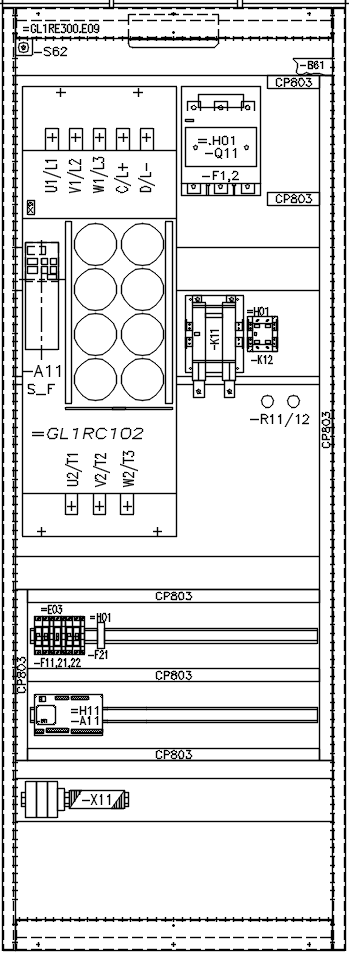 =GL1RE300.E09
-S62
-B61
CP803
=.H01
-Q11
-F1,2
CP803
U1/L1
V1/L2
W1/L3
C/L+
D/L-
=H01
-K11
-K12
-A11
S_F
-R11/12
CP803
=GL1RC102
U2/T1
V2/T2
W2/T3
CP803
=E03
=H01
-F21
-F11,21,22
CP803
CP803
=H11
-A11
CP803
-X11